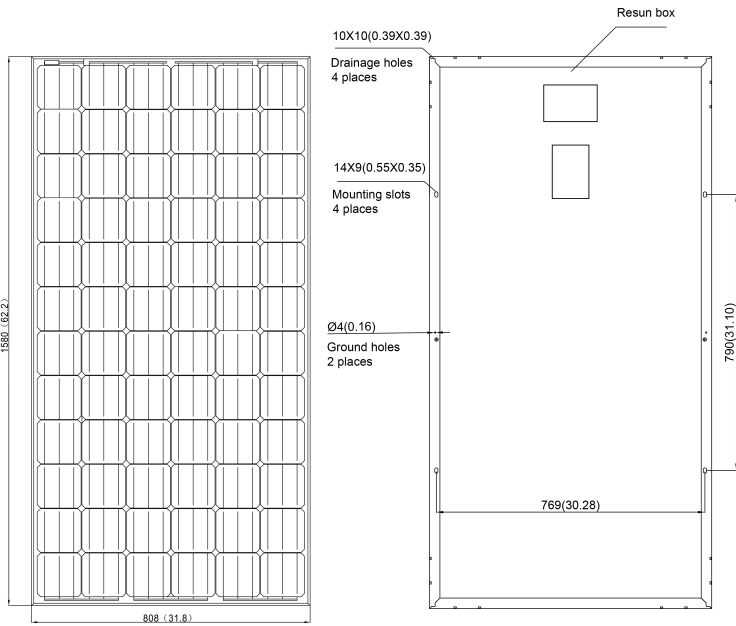 Resun box
10X10(0.39X0.39)
Drainage holes
4 places
14X9(0.55X0.35)
Mounting slots
4 places
Ø4(0.16)
Ground holes
2 places
1580（62.2）
808（31.8）
790(31.10)
769(30.28)